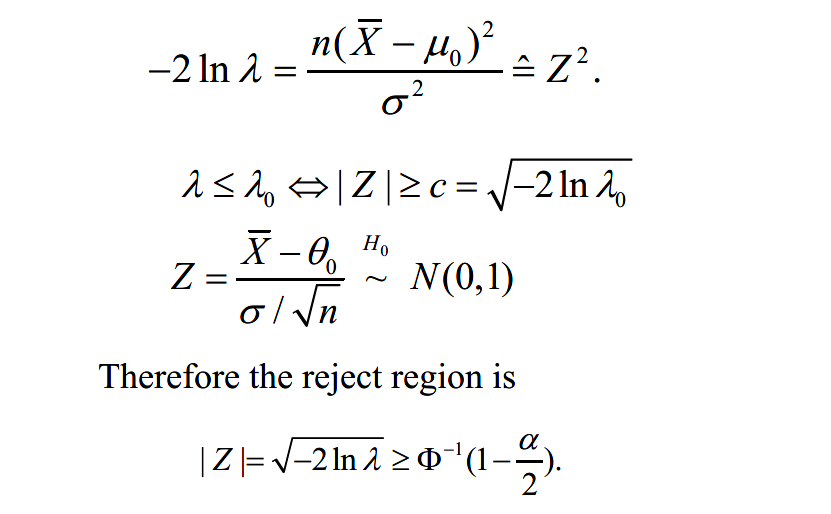 −2 ln λ = n(X̄ − μ₀)² / σ² ≙ Z².
λ ≤ λ₀ ⇔ | Z | ≥ c = √(−2 ln λ₀)
Z = (X̄ − θ₀) / (σ / √n) ~ᴴ⁰ N(0,1)
Therefore the reject region is
| Z | = √(−2 ln λ) ≥ Φ⁻¹(1 − α/2).